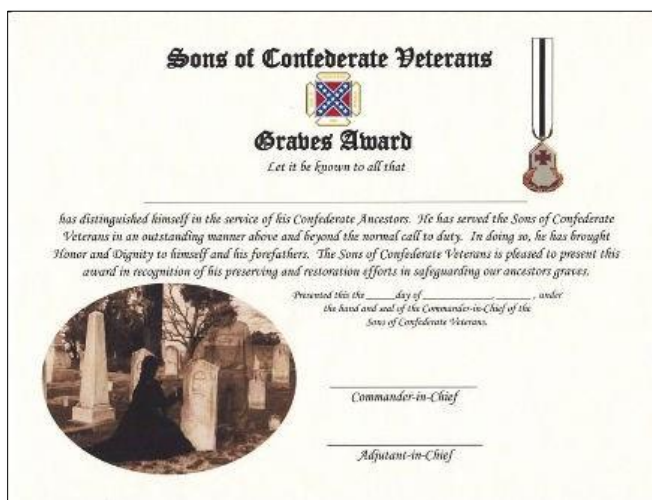 Sons of Confederate Veterans
Graves Award
Let it be known to all that
has distinguished himself in the service of his Confederate Ancestors. He has served the Sons of Confederate
Veterans in an outstanding manner above and beyond the normal call to duty. In doing so, he has brought
Honor and Dignity to himself and his forefathers. The Sons of Confederate Veterans is pleased to present this
award in recognition of his preserving and restoration efforts in safeguarding our ancestors graves.
Presented this the ______day of ______________, _______, under
the hand and seal of the Commander-in-Chief of the
Sons of Confederate Veterans.
Commander-in-Chief
Adjutant-in-Chief